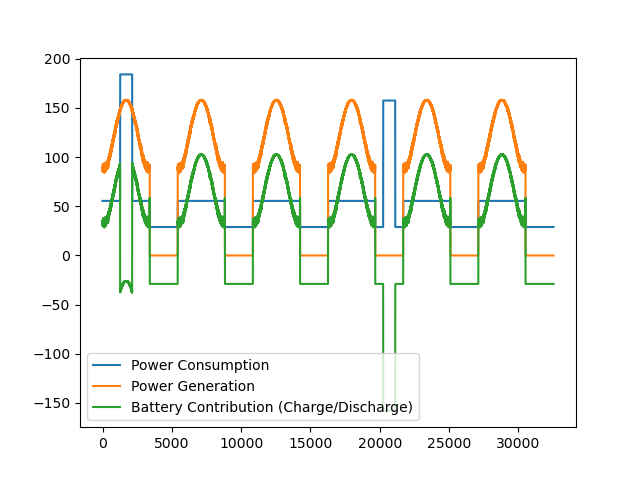 200
150
100
50
0
−50
−100
−150
Power Consumption
Power Generation
Battery Contribution (Charge/Discharge)
0 5000 10000 15000 20000 25000 30000